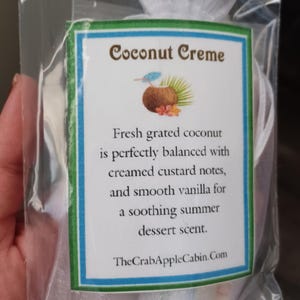 Coconut Creme
Fresh grated coconut
is perfectly balanced with
creamed custard notes,
and smooth vanilla for
a soothing summer
dessert scent.
TheCrabAppleCabin.Com